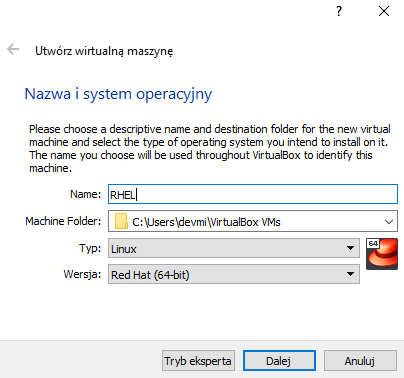 ?
Utwórz wirtualną maszynę
Nazwa i system operacyjny
Please choose a descriptive name and destination folder for the new virtual
machine and select the type of operating system you intend to install on it.
The name you choose will be used throughout VirtualBox to identify this
machine.
Name: RHEL
Machine Folder: C:\Users\devmi\VirtualBox VMs
Typ: Linux
64
Wersja: Red Hat (64-bit)
Tryb eksperta Dalej Anuluj